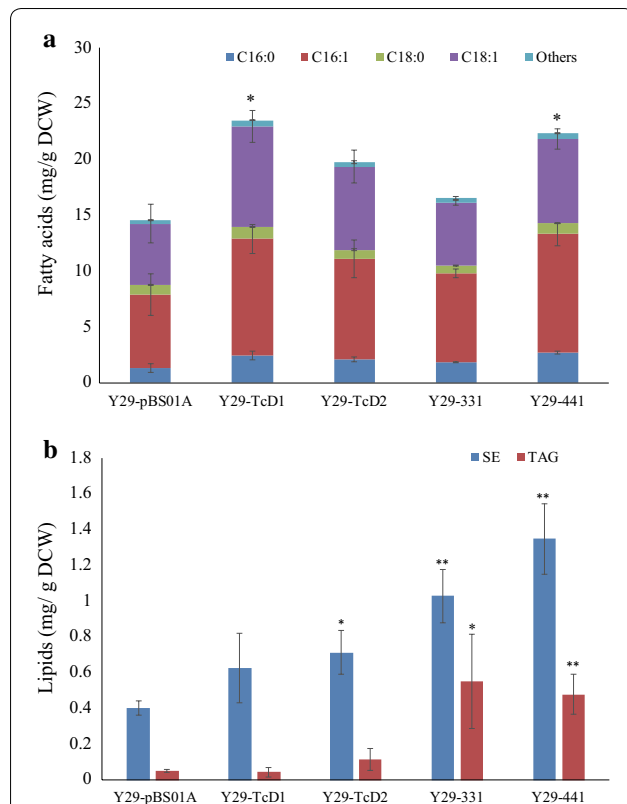 a
30
25
20
15
10
5
0
Fatty acids (mg/g DCW)
C16:0 C16:1 C18:0 C18:1 Others
* *
Y29-pBS01A Y29-TcD1 Y29-TcD2 Y29-331 Y29-441
b
1.8
1.6
1.4
1.2
1
0.8
0.6
0.4
0.2
0
Lipids (mg/ g DCW)
SE TAG
* ** * ** **
Y29-pBS01A Y29-TcD1 Y29-TcD2 Y29-331 Y29-441